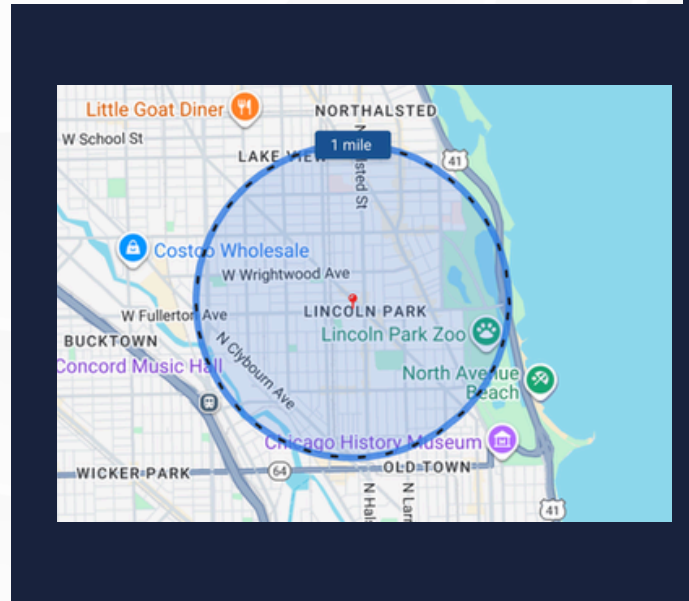 Little Goat Diner
NORTHALSTED
W School St
1 mile
LAKE VIEW
41
N Halsted St
Costco Wholesale
W Wrightwood Ave
W Fullerton Ave
LINCOLN PARK
BUCKTOWN
Lincoln Park Zoo
N Clybourn Ave
Concord Music Hall
North Avenue
Beach
Chicago History Museum
WICKER PARK
64
OLD TOWN
N Hals
N Larr
41